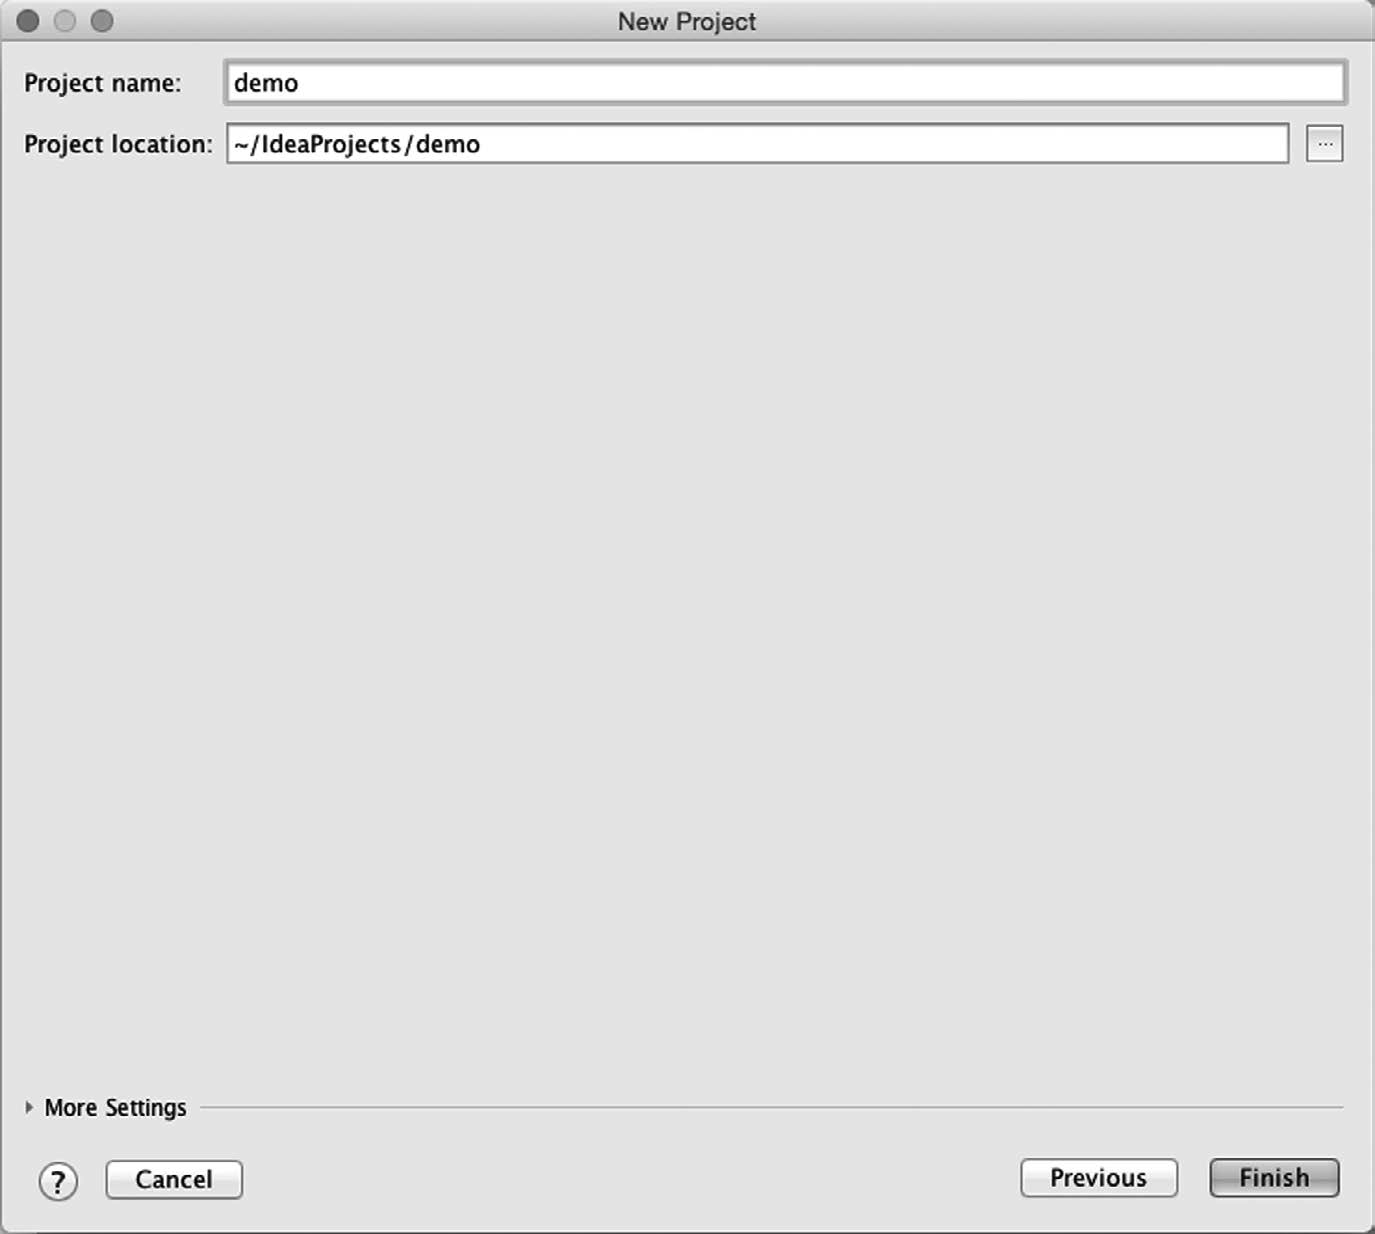 New Project
Project name: demo
Project location: ~/IdeaProjects/demo ...
More Settings
? Cancel Previous Finish